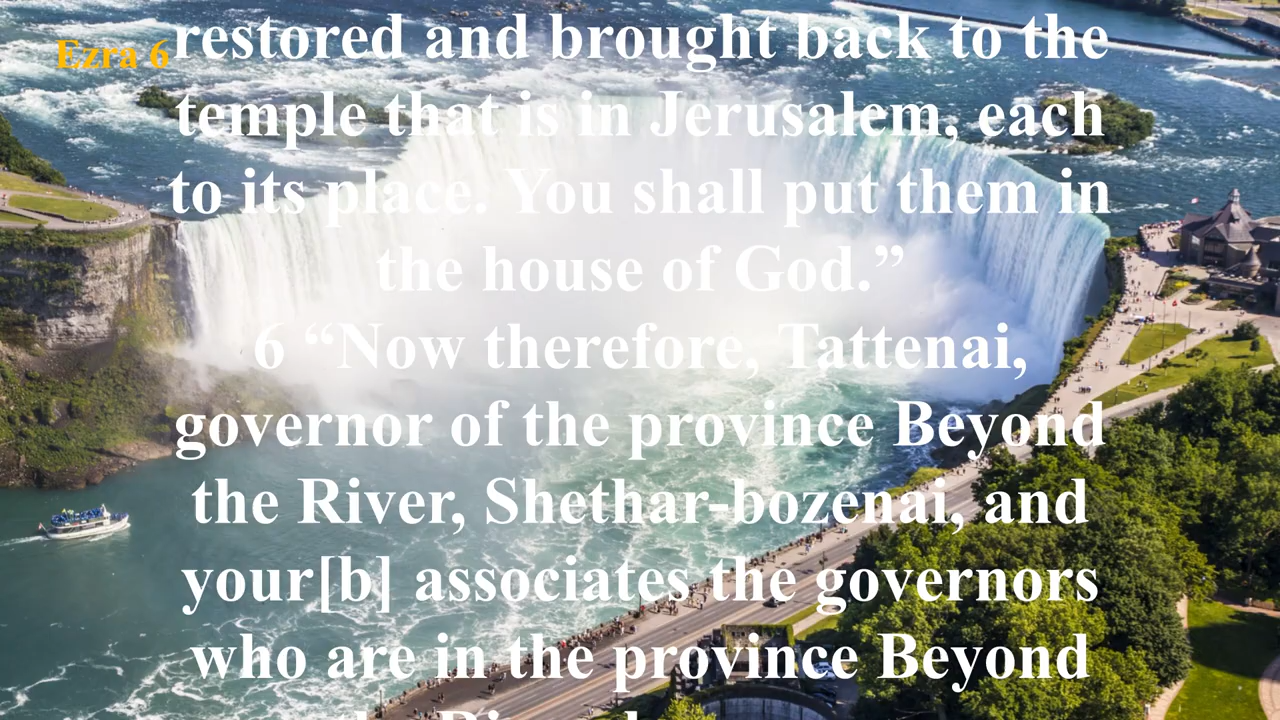 Ezra 6
restored and brought back to the
temple that is in Jerusalem, each
to its place. You shall put them in
the house of God.”
6 “Now therefore, Tattenai,
governor of the province Beyond
the River, Shethar-bozenai, and
your[b] associates the governors
who are in the province Beyond